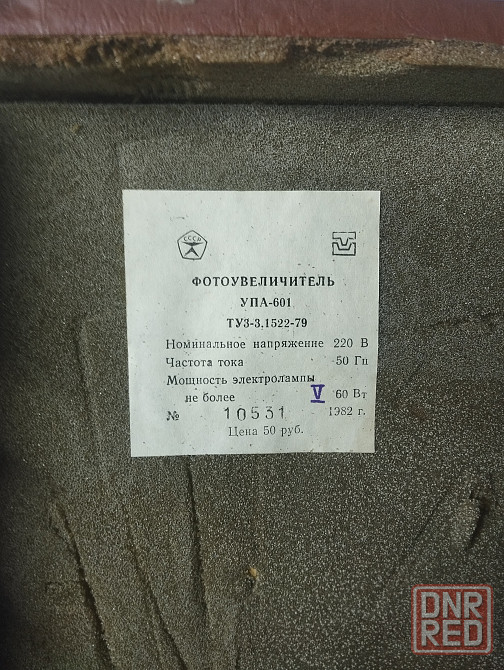 СССР
ФОТОУВЕЛИЧИТЕЛЬ
УПА-601
ТУ3-3.1522-79
Номинальное напряжение 220 В
Частота тока 50 Гц
Мощность электролампы
не более V 60 Вт
№ 10531 1982 г.
Цена 50 руб.
DNR
RED